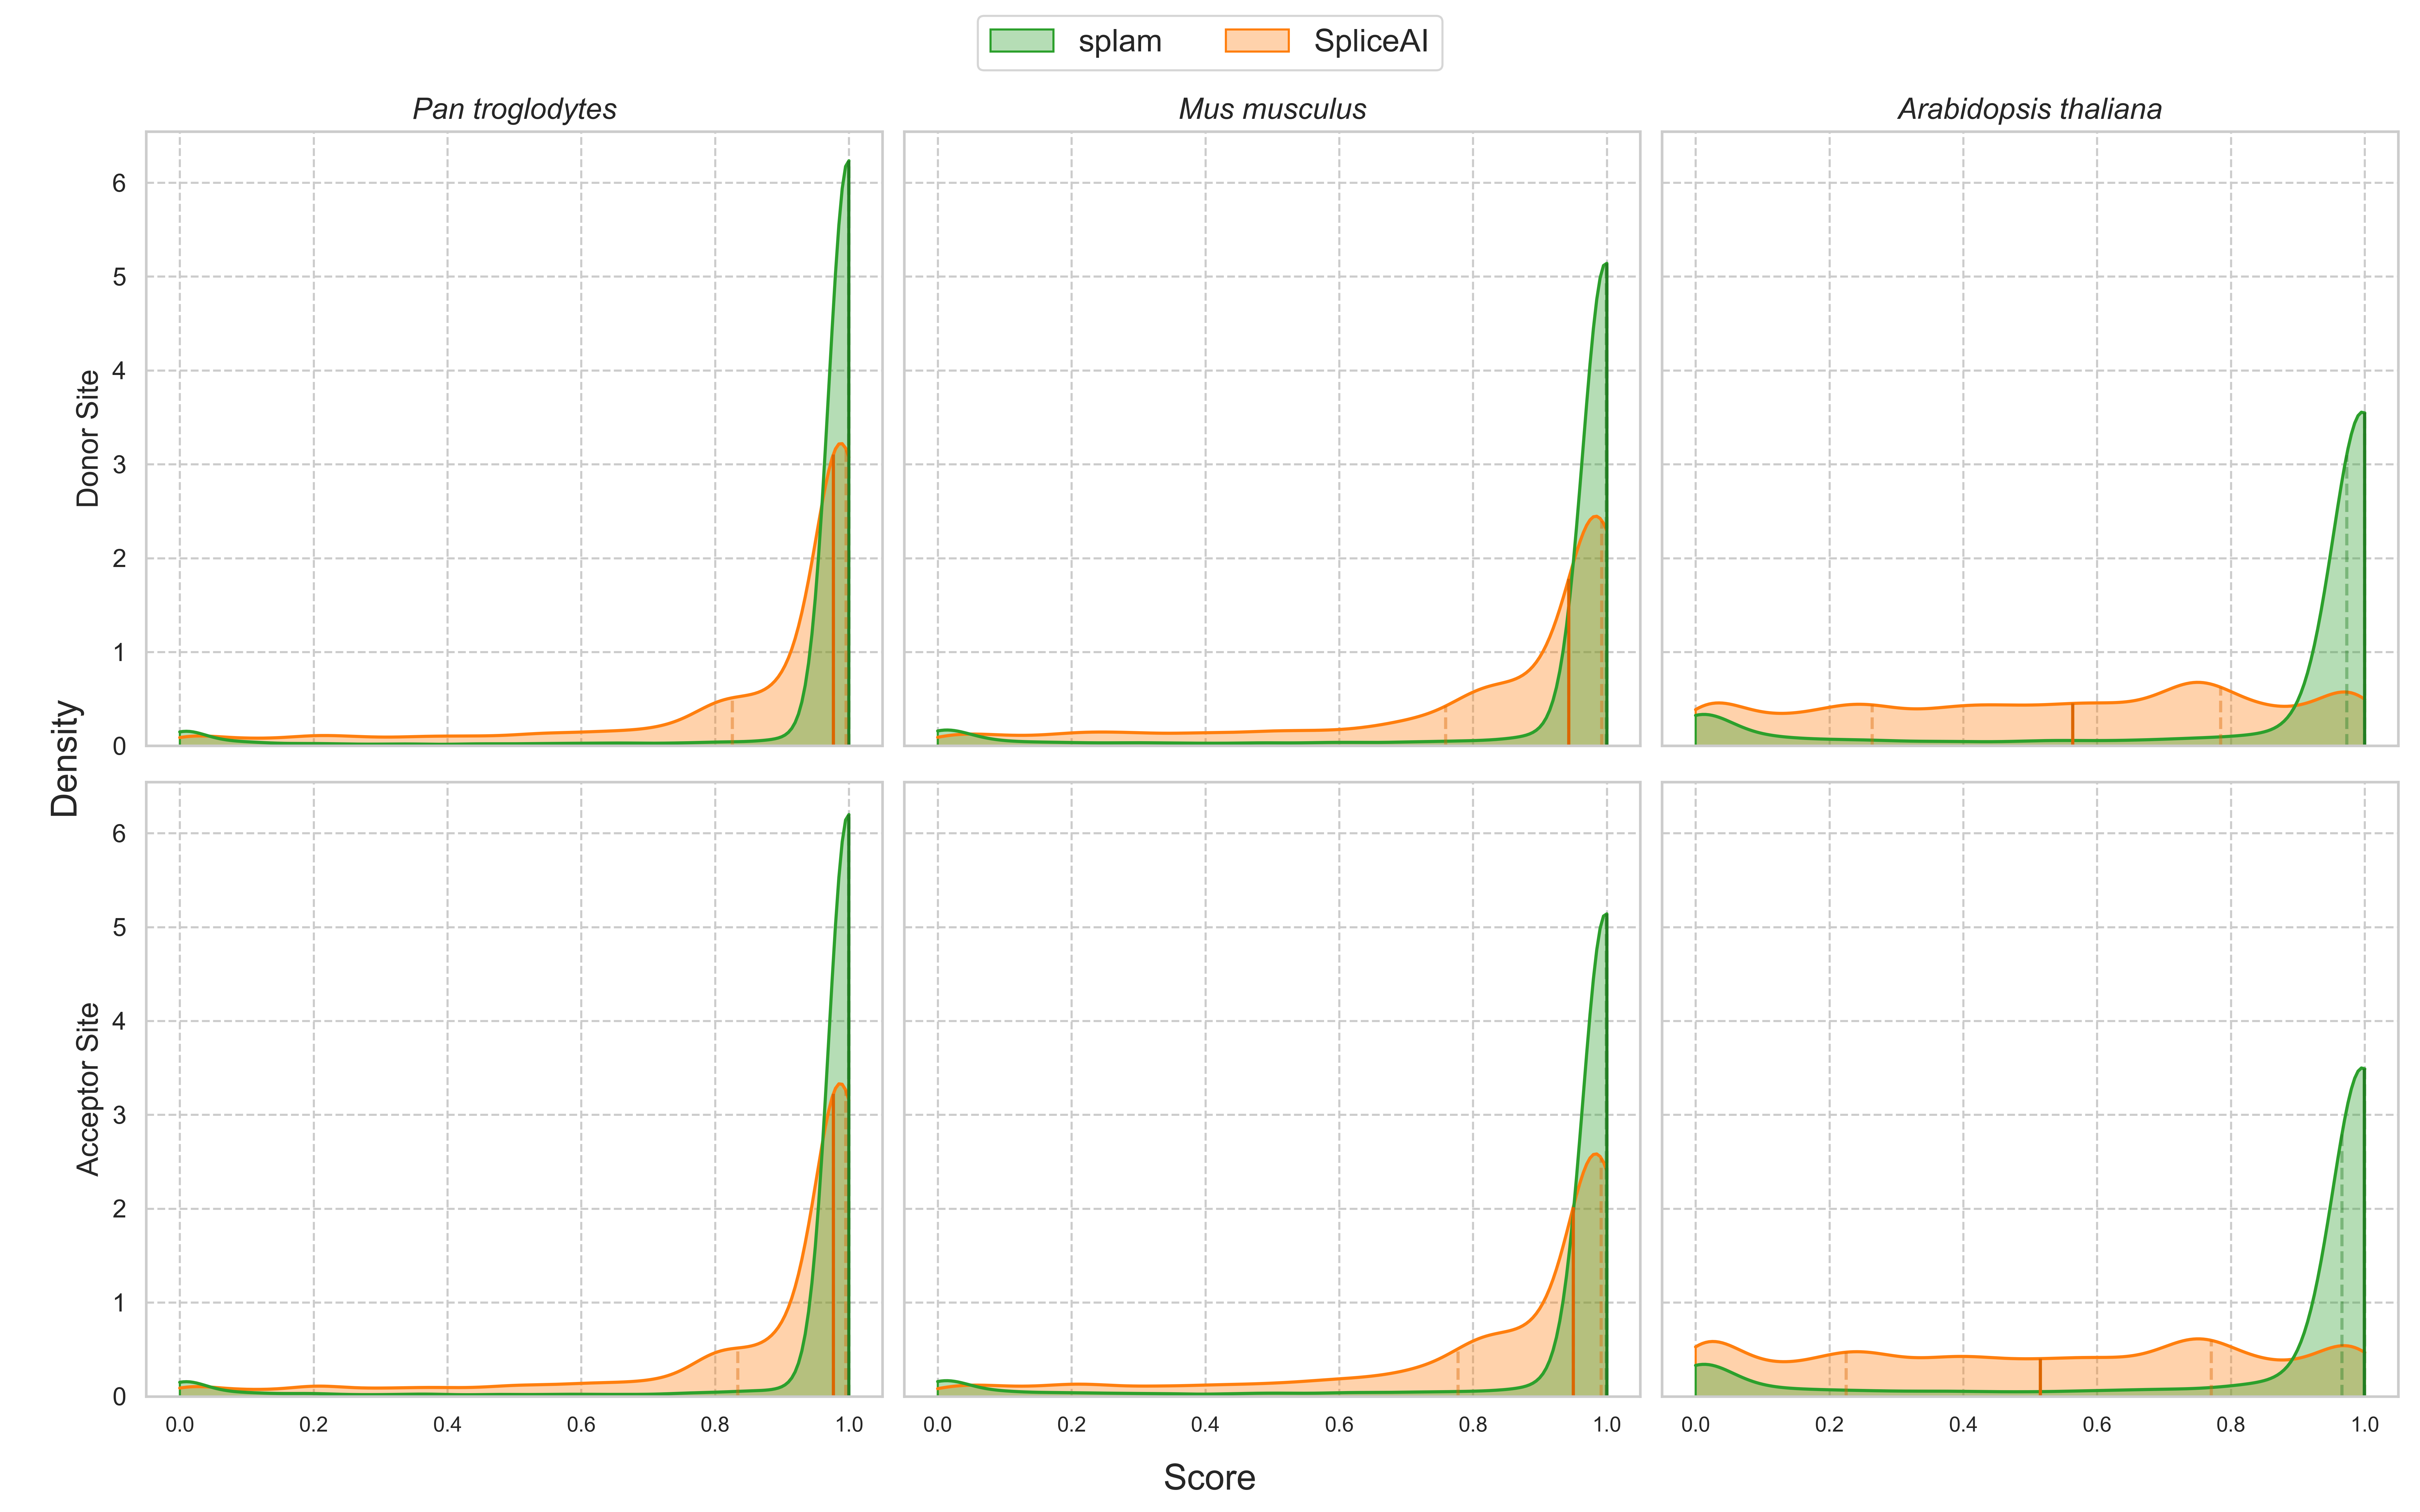 splam SpliceAI
Pan troglodytes Mus musculus Arabidopsis thaliana
Density
Donor Site
6
5
4
3
2
1
0
Acceptor Site
6
5
4
3
2
1
0
0.0 0.2 0.4 0.6 0.8 1.0 0.0 0.2 0.4 0.6 0.8 1.0 0.0 0.2 0.4 0.6 0.8 1.0
Score